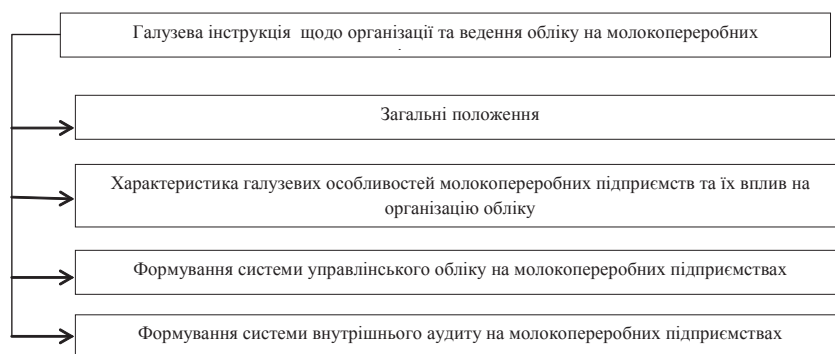 Галузева інструкція щодо організації та ведення обліку на молокопереробних
Загальні положення
Характеристика галузевих особливостей молокопереробних підприємств та їх вплив на
організацію обліку
Формування системи управлінського обліку на молокопереробних підприємствах
Формування системи внутрішнього аудиту на молокопереробних підприємствах